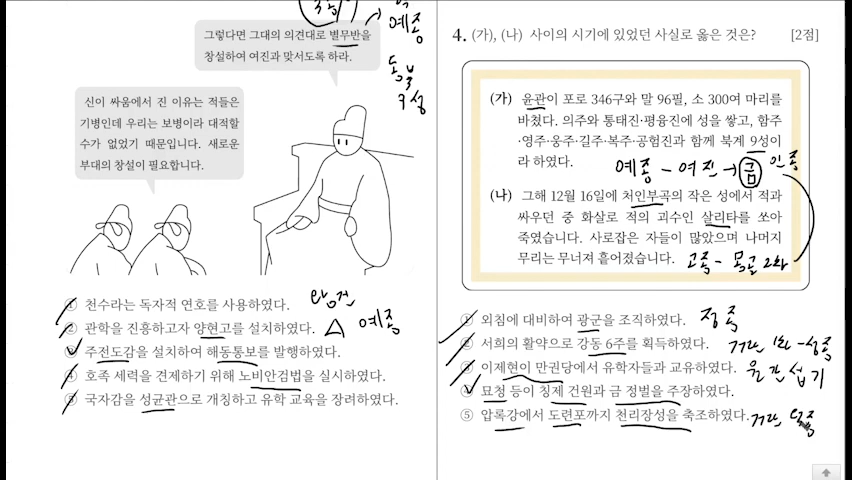 예종
동북
9성
그렇다면 그대의 의견대로 별무반을
창설하여 여진과 맞서도록 하라.
신이 싸움에서 진 이유는 적들은
기병인데 우리는 보병이라 대적할
수가 없었기 때문입니다. 새로운
부대의 창설이 필요합니다.
① 천수라는 독자적 연호를 사용하였다.
② 관학을 진흥하고자 양현고를 설치하였다. △ 예종
③ 주전도감을 설치하여 해동통보를 발행하였다.
④ 호족 세력을 견제하기 위해 노비안검법을 실시하였다.
⑤ 국자감을 성균관으로 개칭하고 유학 교육을 장려하였다.
4. (가), (나) 사이의 시기에 있었던 사실로 옳은 것은? [2점]
(가) 윤관이 포로 346구와 말 96필, 소 300여 마리를
바쳤다. 의주와 통태진·평융진에 성을 쌓고, 함주
·영주·웅주·길주·복주·공험진과 함께 북계 9성이
라 하였다.
예종 - 여진 → 금 인종
(나) 그해 12월 16일에 처인부곡의 작은 성에서 적과
싸우던 중 화살로 적의 괴수인 살리타를 쏘아
죽였습니다. 사로잡은 자들이 많았으며 나머지
무리는 무너져 흩어졌습니다. 고종 - 몽골 2차
① 외침에 대비하여 광군을 조직하였다. 정종
② 서희의 활약으로 강동 6주를 획득하였다. 거란 1차 - 성종
③ 이제현이 만권당에서 유학자들과 교유하였다. 원간섭기
④ 묘청 등이 칭제 건원과 금 정벌을 주장하였다.
⑤ 압록강에서 도련포까지 천리장성을 축조하였다. 거란